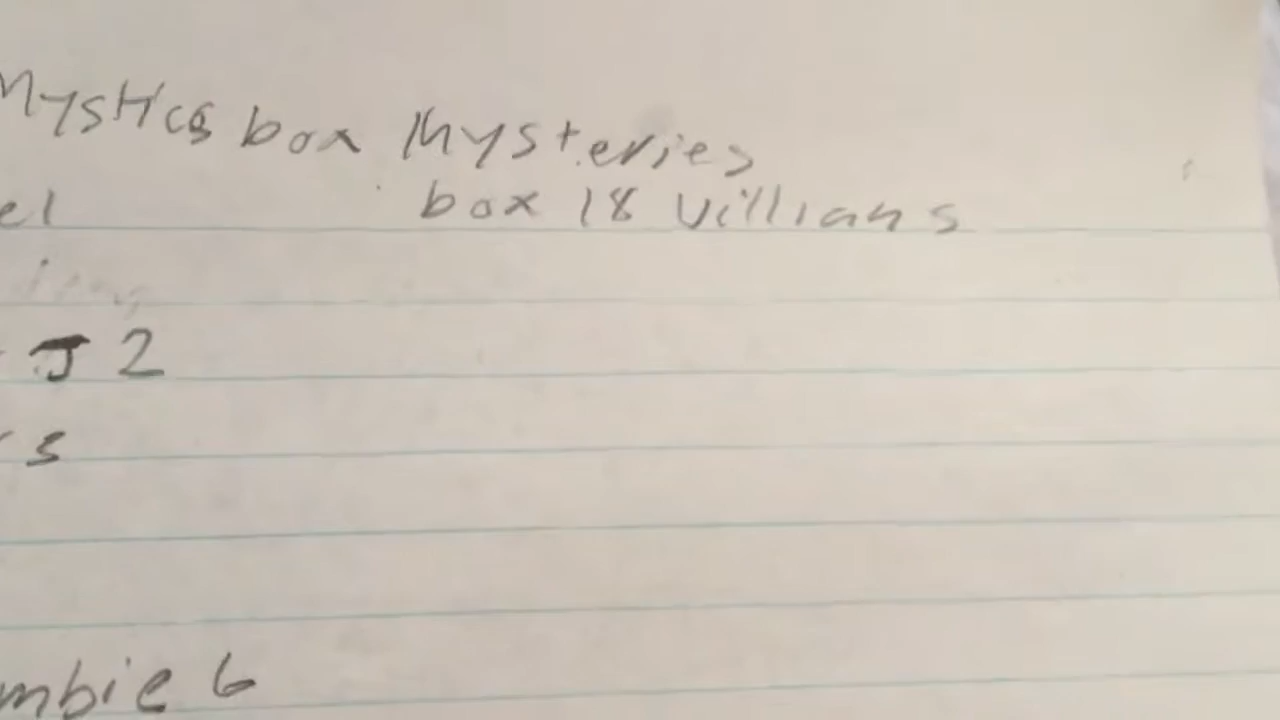 Mystics box Mysteries
el box 18 Villians
J 2
s
mbie 6